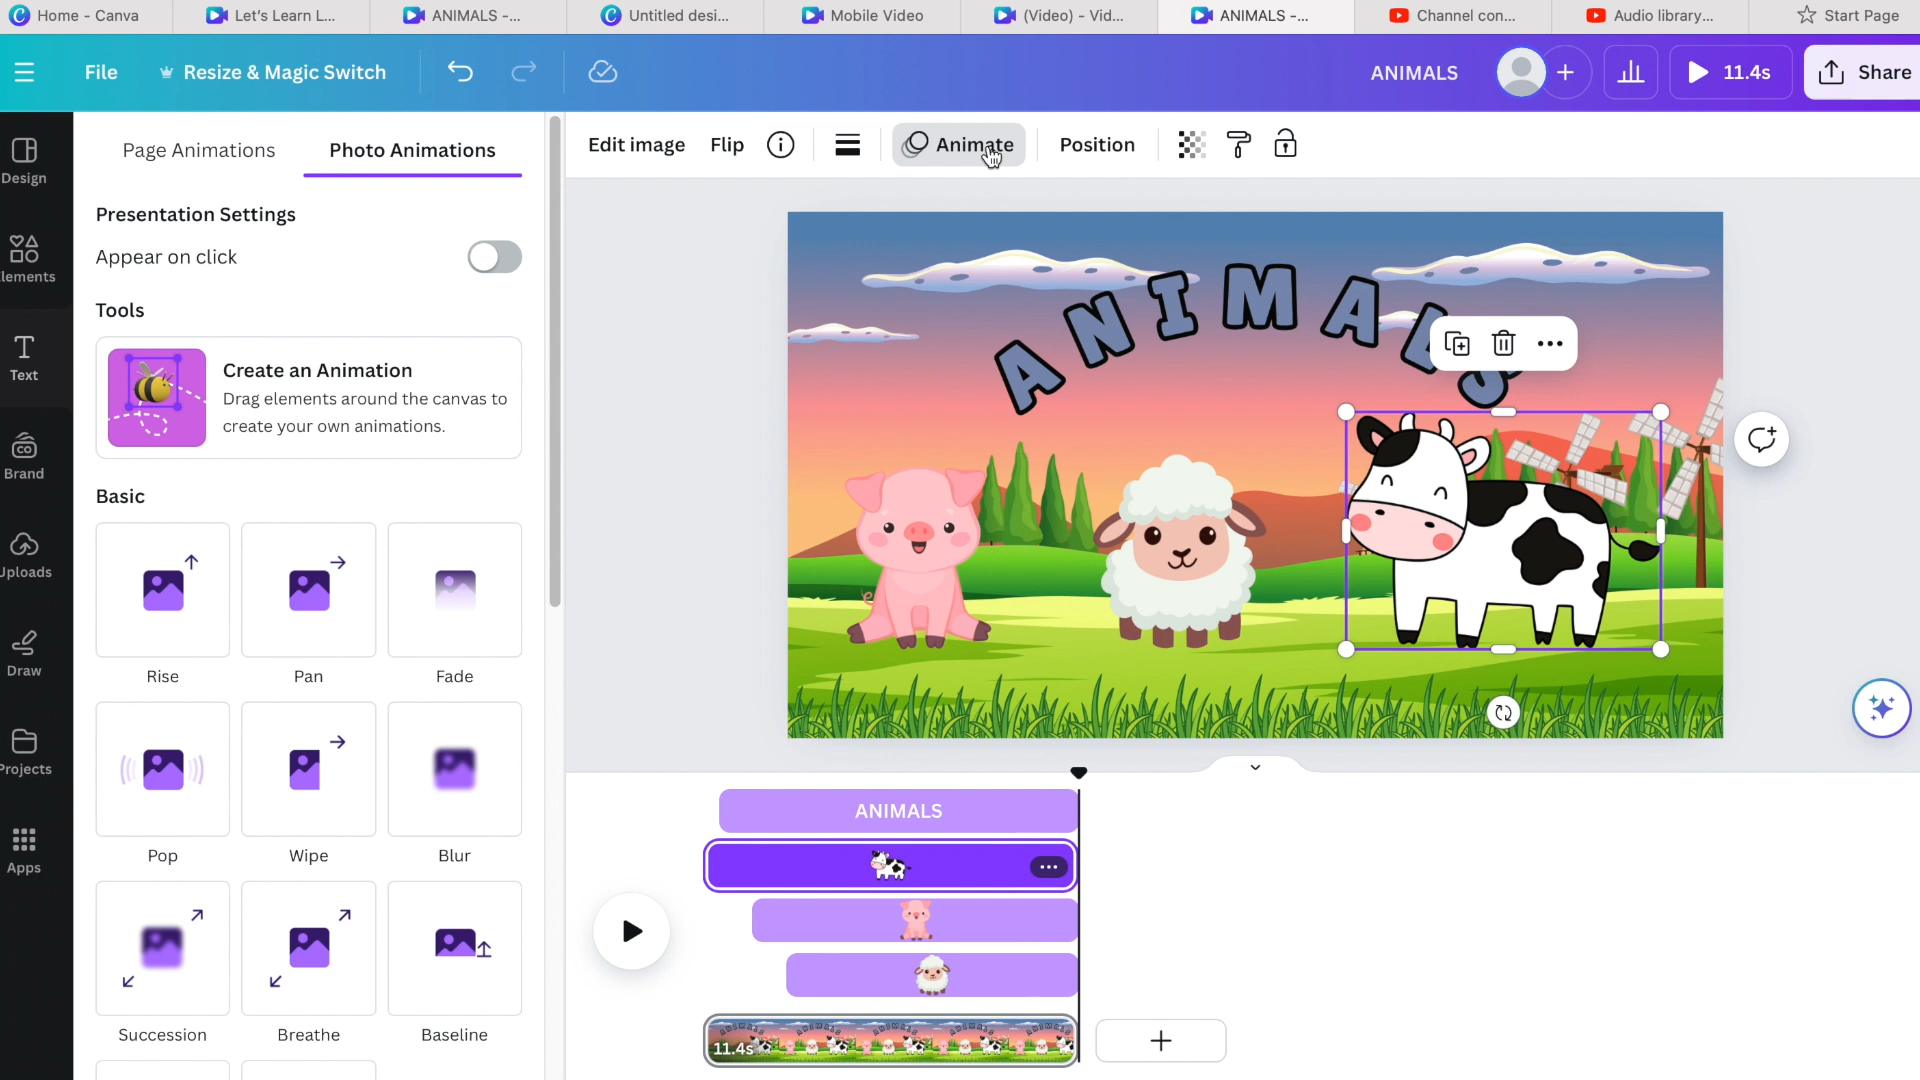 Home - Canva
Let's Learn L...
ANIMALS -...
Untitled desi...
Mobile Video
(Video) - Vid...
ANIMALS -...
Channel con...
Audio library...
Start Page
File
Resize & Magic Switch
ANIMALS
11.4s
Share
Design
Elements
Text
Brand
Uploads
Draw
Projects
Apps
Page Animations
Photo Animations
Presentation Settings
Appear on click
Tools
Create an Animation
Drag elements around the canvas to
create your own animations.
Basic
Rise
Pan
Fade
Pop
Wipe
Blur
Succession
Breathe
Baseline
Edit image
Flip
Animate
Position
ANIMALS
ANIMALS
11.4s